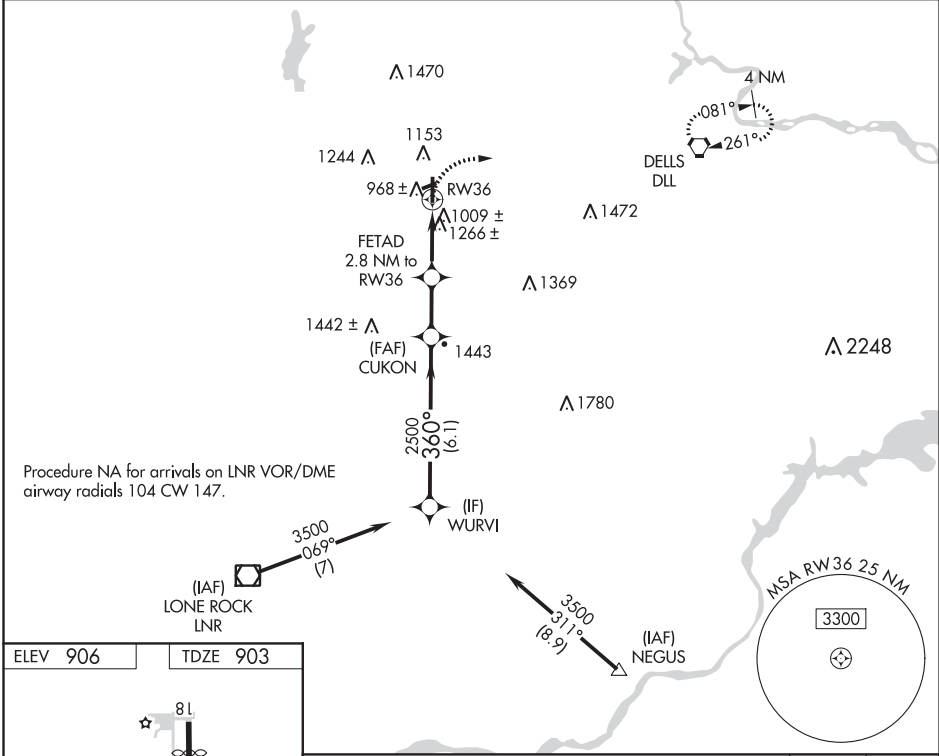 1470
4 NM
081°
261°
DELLS
DLL
1153
1244
968 ±
RW36
1009 ±
1266 ±
1472
FETAD
2.8 NM to
RW36
1369
1442 ±
(FAF)
CUKON
1443
2248
1780
2500
360°
(6.1)
Procedure NA for arrivals on LNR VOR/DME
airway radials 104 CW 147.
(IF)
WURVI
3500
069°
(7)
(IAF)
LONE ROCK
LNR
3500
311°
(8.9)
(IAF)
NEGUS
MSA RW36 25 NM
3300
ELEV 906
TDZE 903
18